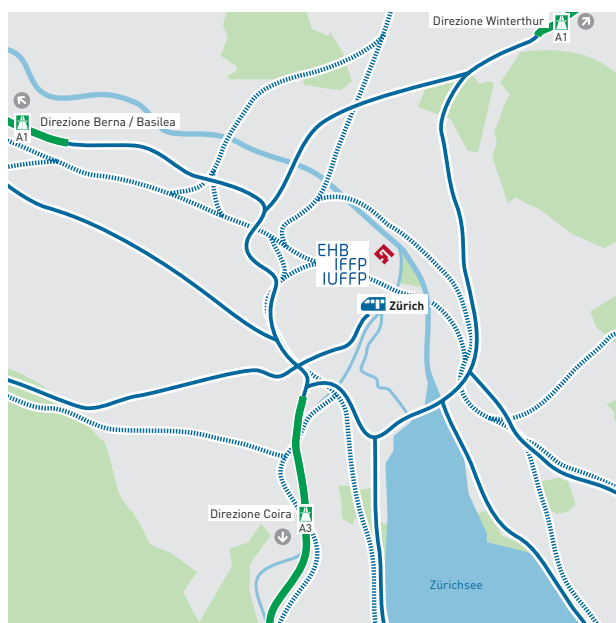 Direzione Winterthur
A1
Direzione Berna / Basilea
A1
EHB
IFFP
IUFFP
Zürich
Direzione Coira
A3
Zürichsee